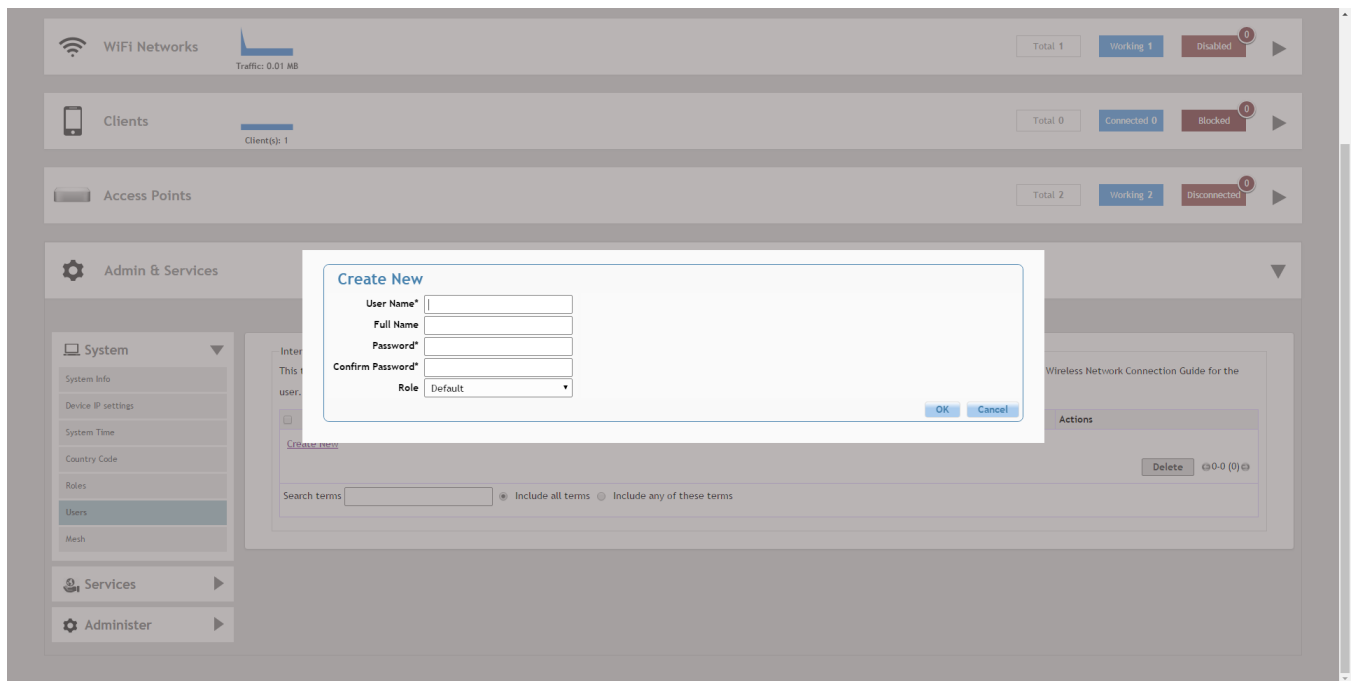 WiFi Networks
Traffic: 0.01 MB
Total 1
Working 1
Disabled
0
Clients
Client(s): 1
Total 0
Connected 0
Blocked
0
Access Points
Total 2
Working 2
Disconnected
0
Admin & Services
System
System Info
Device IP settings
System Time
Country Code
Roles
Users
Mesh
Services
Administer
Create New
User Name*
Full Name
Password*
Confirm Password*
Role Default
OK Cancel
Wireless Network Connection Guide for the
user.
Actions
Create New
Delete 0-0 (0)
Search terms Include all terms Include any of these terms